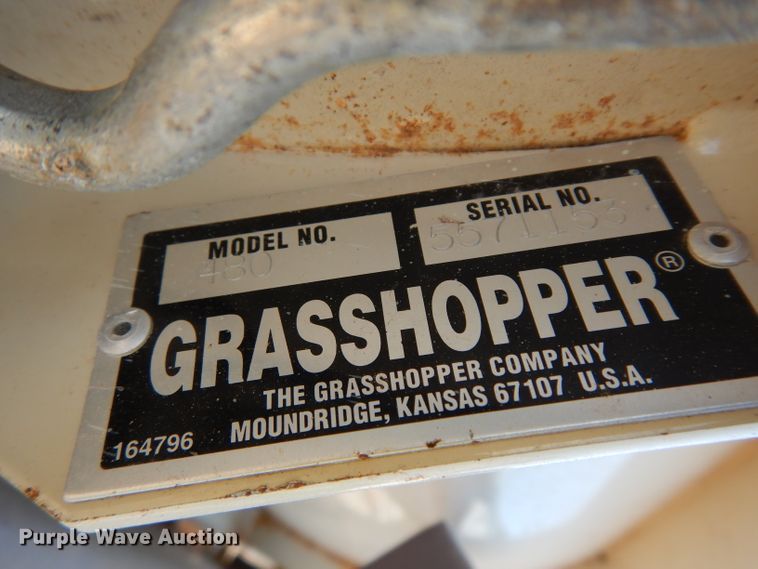 MODEL NO.
480
SERIAL NO.
5571153
GRASSHOPPER®
THE GRASSHOPPER COMPANY
MOUNDRIDGE, KANSAS 67107 U.S.A.
164796
Purple Wave Auction